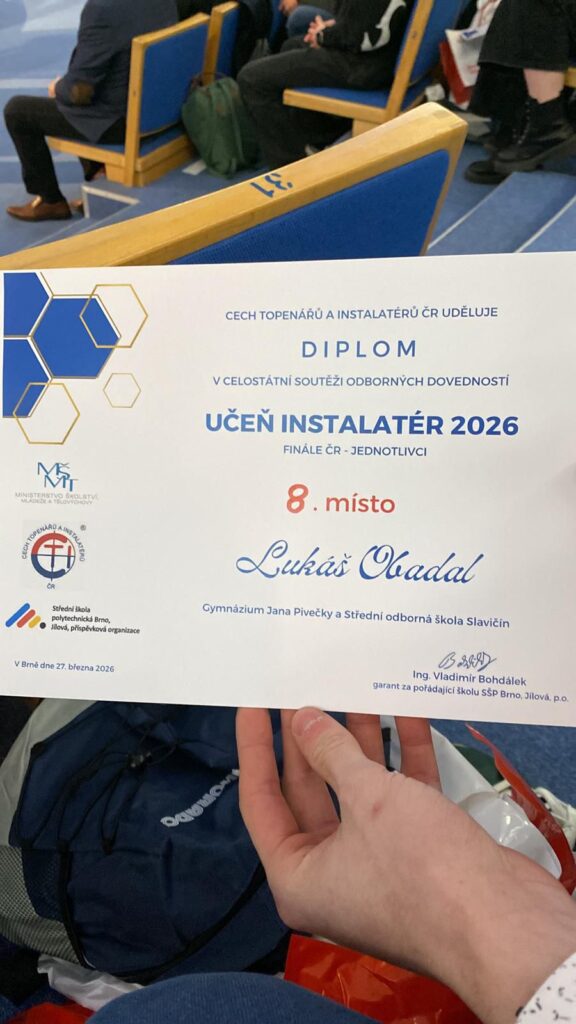 31
CECH TOPENÁŘŮ A INSTALATÉRŮ ČR UDĚLUJE
DIPLOM
V CELOSTÁTNÍ SOUTĚŽI ODBORNÝCH DOVEDNOSTÍ
UČEŇ INSTALATÉR 2026
FINÁLE ČR - JEDNOTLIVCI
8. místo
Lukáš Obadal
Gymnázium Jana Pivečky a Střední odborná škola Slavičín
MŠMT
MINISTERSTVO ŠKOLSTVÍ,
MLÁDEŽE A TĚLOVÝCHOVY
CECH TOPENÁŘŮ A INSTALATÉRŮ
®
CTI
ČR
Střední škola
polytechnická Brno,
Jílová, příspěvková organizace
V Brně dne 27. března 2026
Ing. Vladimír Bohdálek
garant za pořádající školu SŠP Brno, Jílová, p.o.